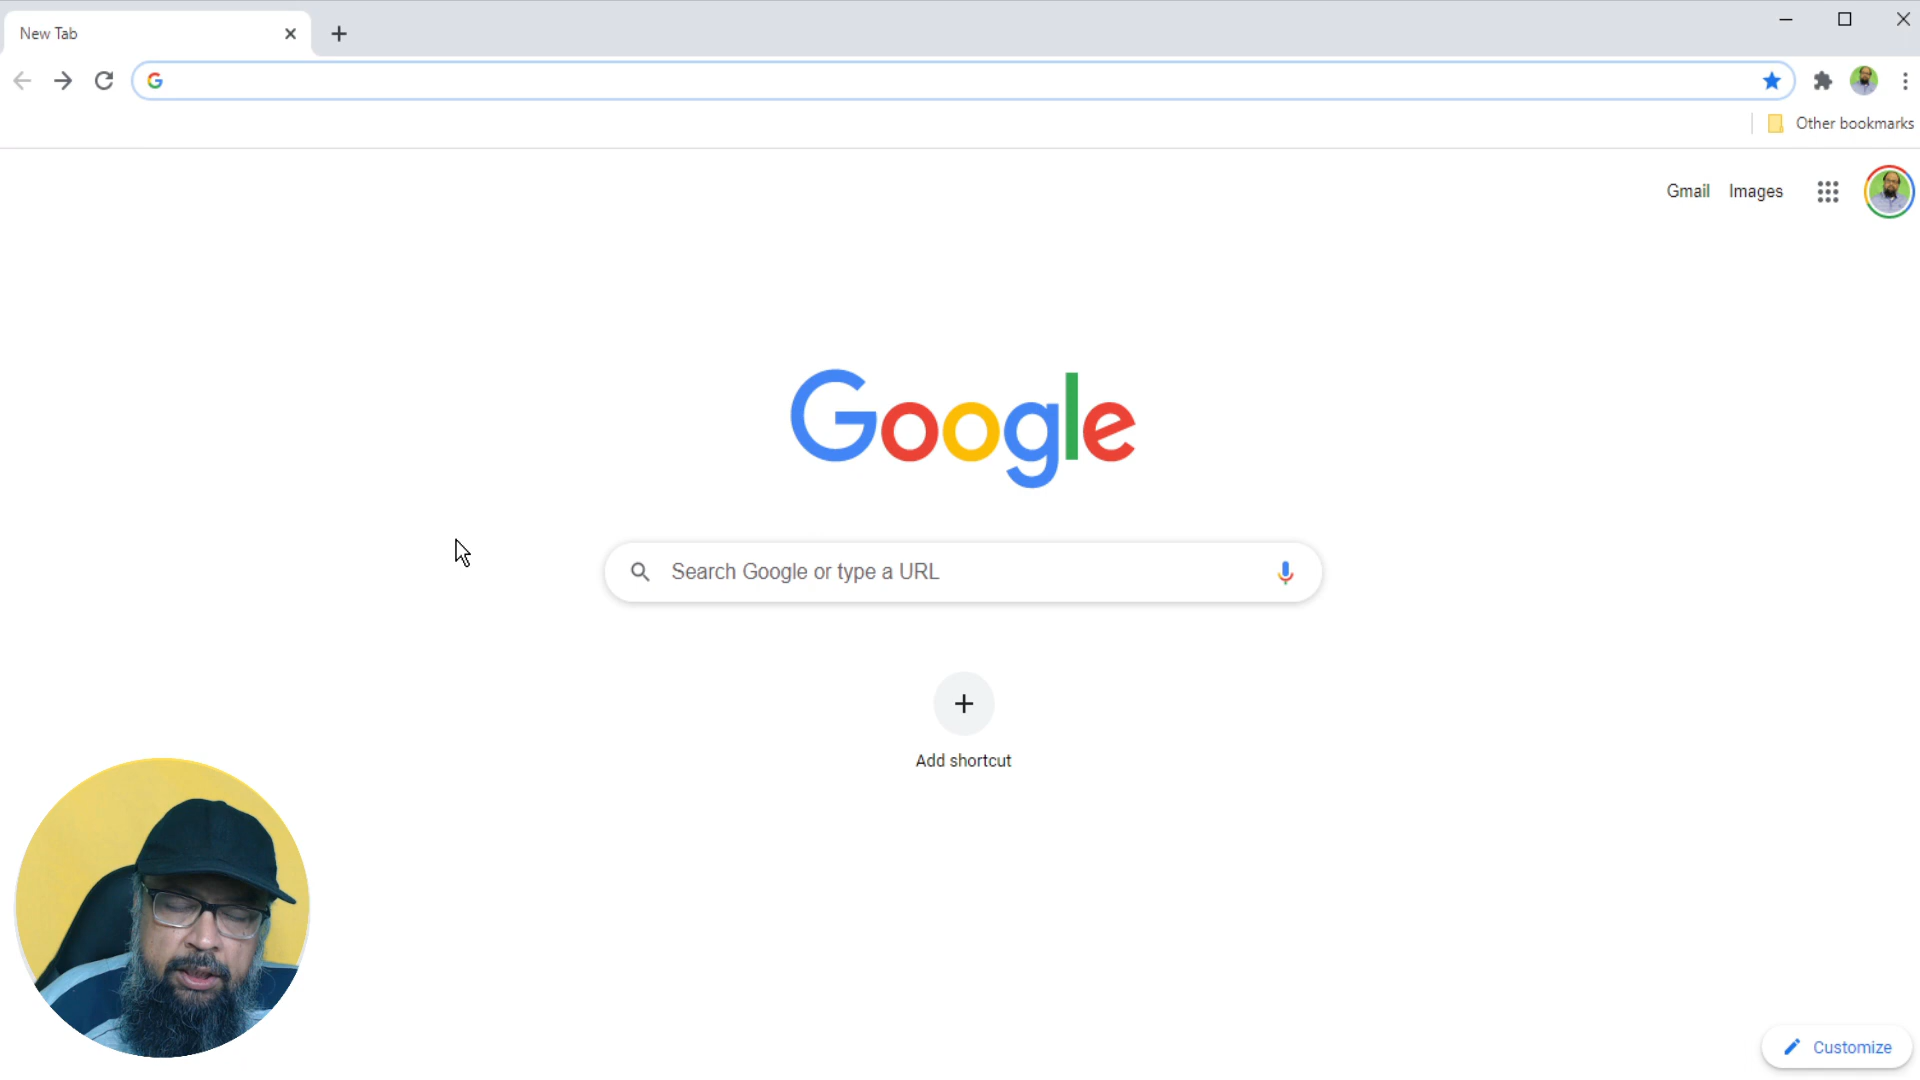 New Tab
Other bookmarks
Gmail Images
Google
Search Google or type a URL
Add shortcut
Customize